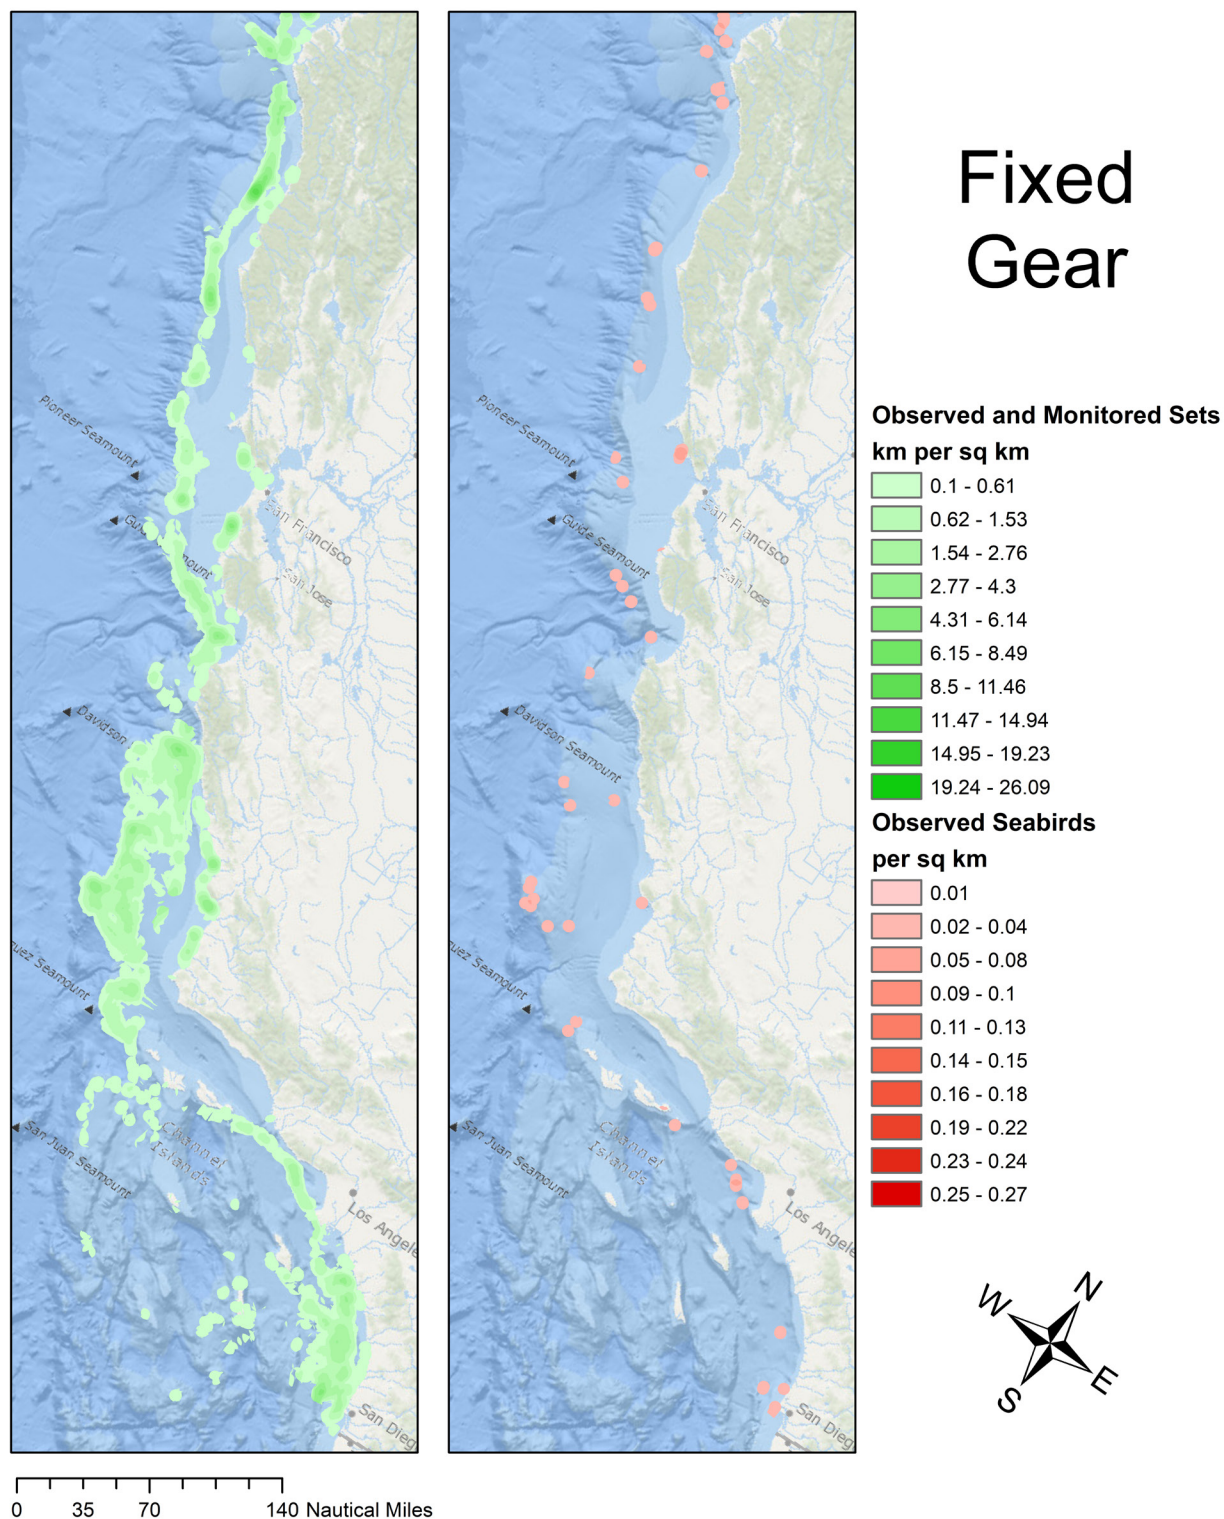 Fixed
Gear
Pioneer Seamount
Guide
mount
San Francisco
San Jose
Davidson
uez Seamount
San Juan Seamount
Channel
Islands
Los Angele
San Dieg
Pioneer Seamount
Guide Seamount
San Francisco
San Jose
Davidson Seamount
uez Seamount
San Juan Seamount
Channel
Islands
Los Angele
San Dieg
Observed and Monitored Sets
km per sq km
0.1 - 0.61
0.62 - 1.53
1.54 - 2.76
2.77 - 4.3
4.31 - 6.14
6.15 - 8.49
8.5 - 11.46
11.47 - 14.94
14.95 - 19.23
19.24 - 26.09
Observed Seabirds
per sq km
0.01
0.02 - 0.04
0.05 - 0.08
0.09 - 0.1
0.11 - 0.13
0.14 - 0.15
0.16 - 0.18
0.19 - 0.22
0.23 - 0.24
0.25 - 0.27
N
W
E
S
0 35 70 140 Nautical Miles